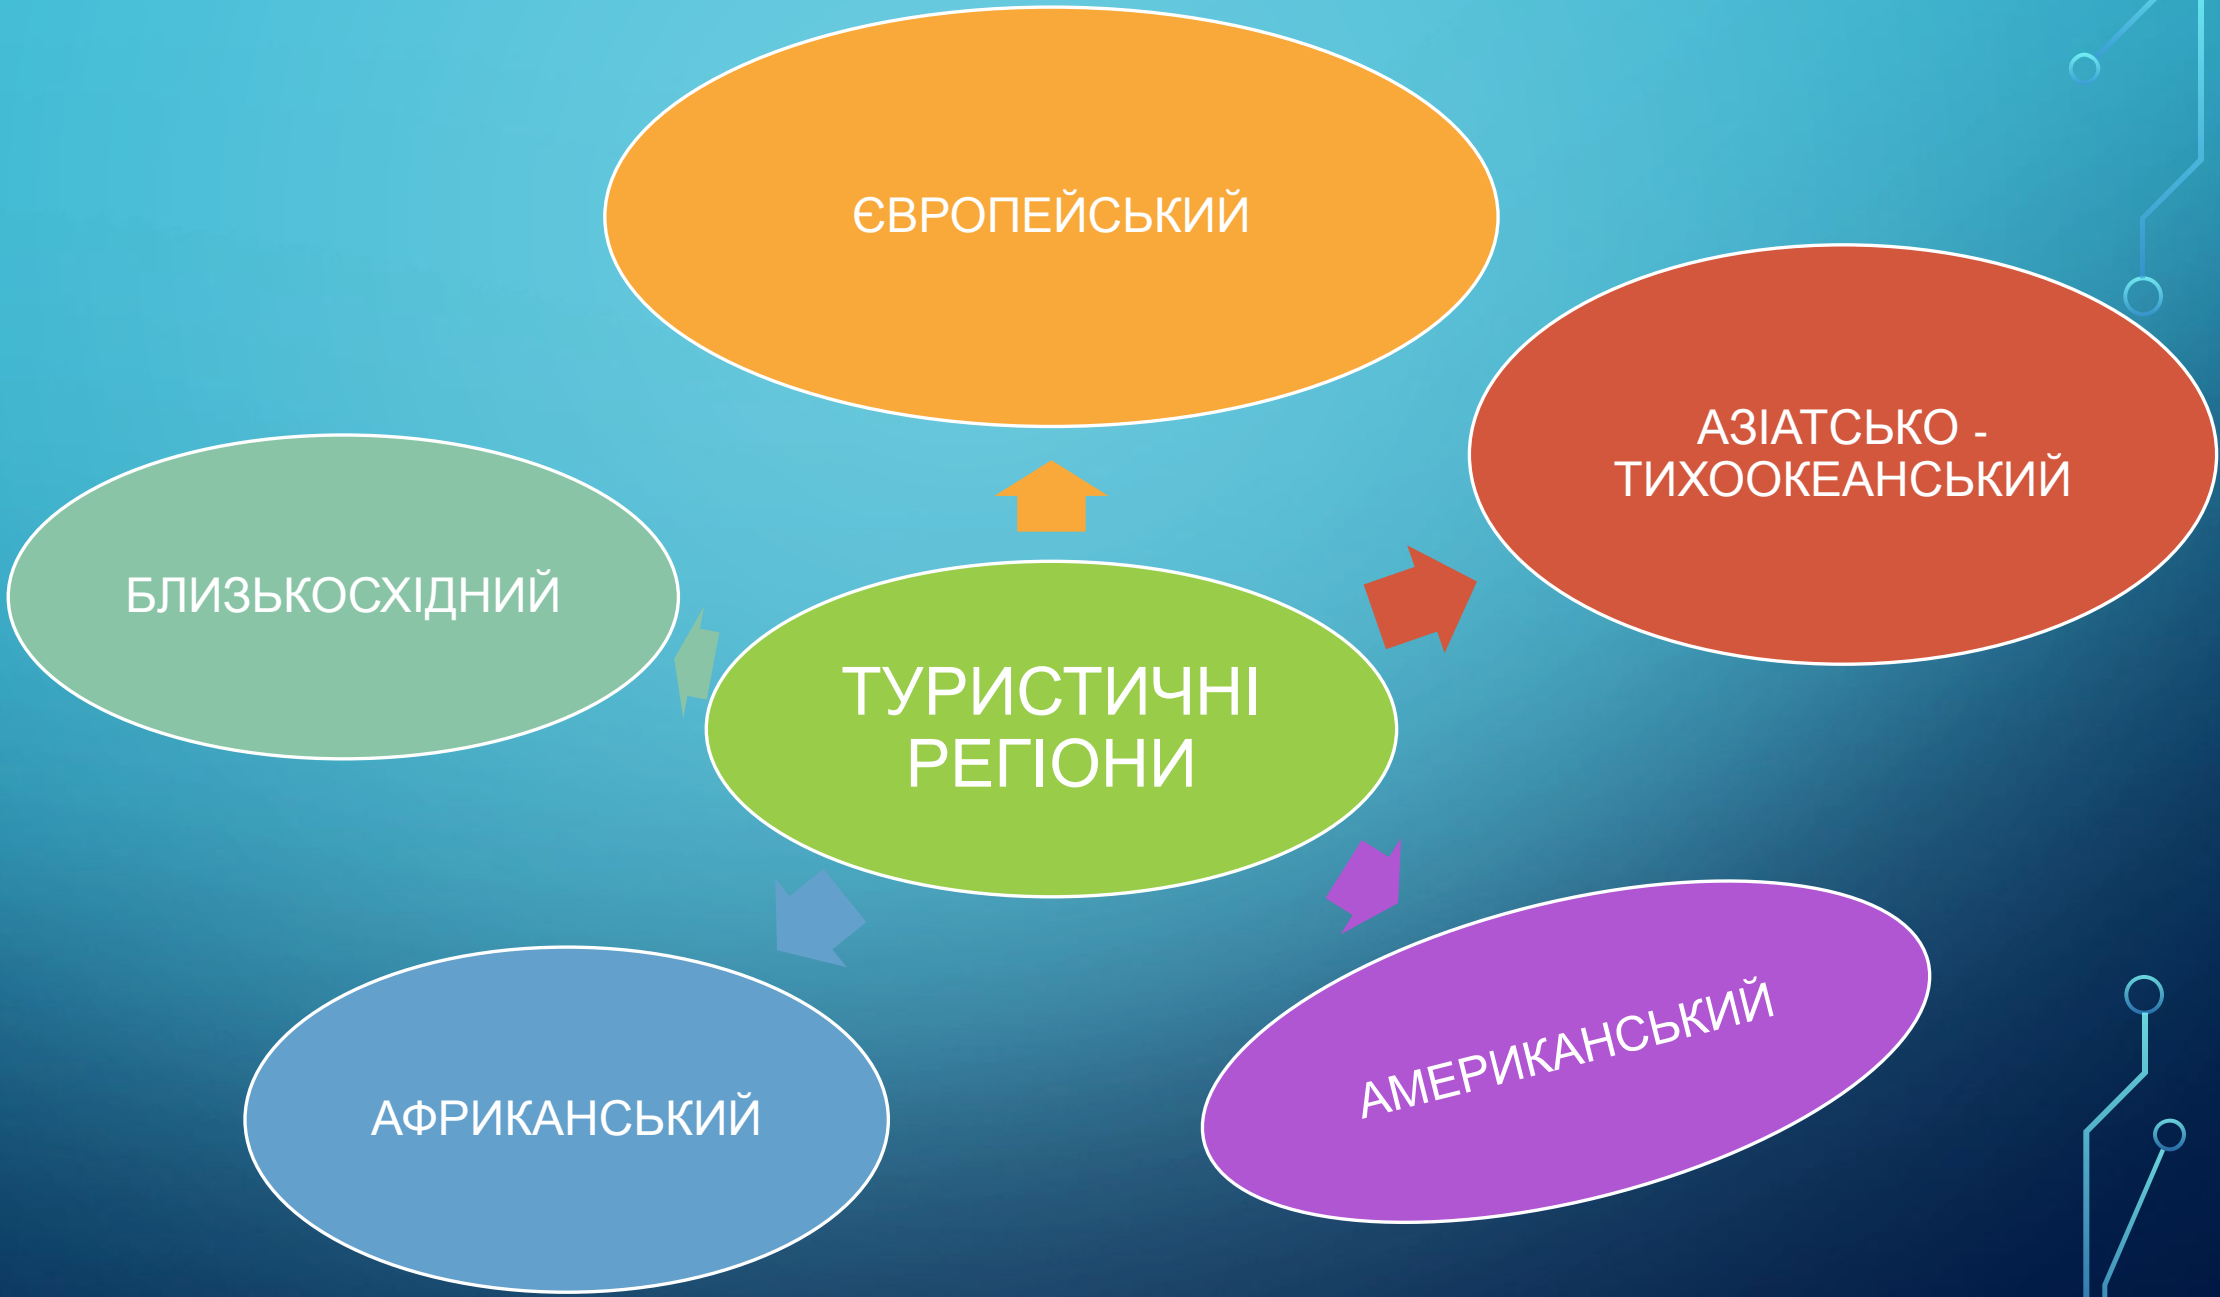 ЄВРОПЕЙСЬКИЙ
АЗІАТСЬКО -
ТИХООКЕАНСЬКИЙ
БЛИЗЬКОСХІДНИЙ
ТУРИСТИЧНІ
РЕГІОНИ
АМЕРИКАНСЬКИЙ
АФРИКАНСЬКИЙ